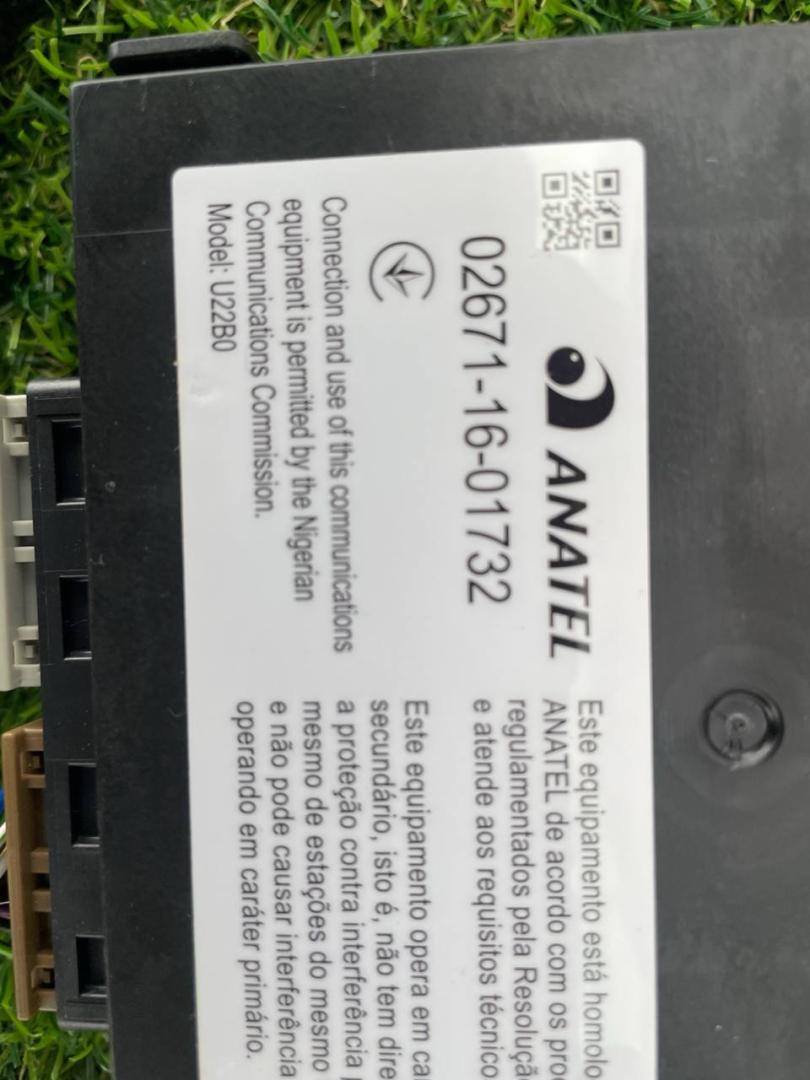 ANATEL
02671-16-01732
Connection and use of this communications
equipment is permitted by the Nigerian
Communications Commission.
Model: U22B0
Este equipamento está homolo
ANATEL de acordo com os pro
regulamentados pela Resolução
e atende aos requisitos técnico
Este equipamento opera em ca
secundário, isto é, não tem dire
a proteção contra interferência
mesmo de estações do mesmo
e não pode causar interferência
operando em caráter primário.